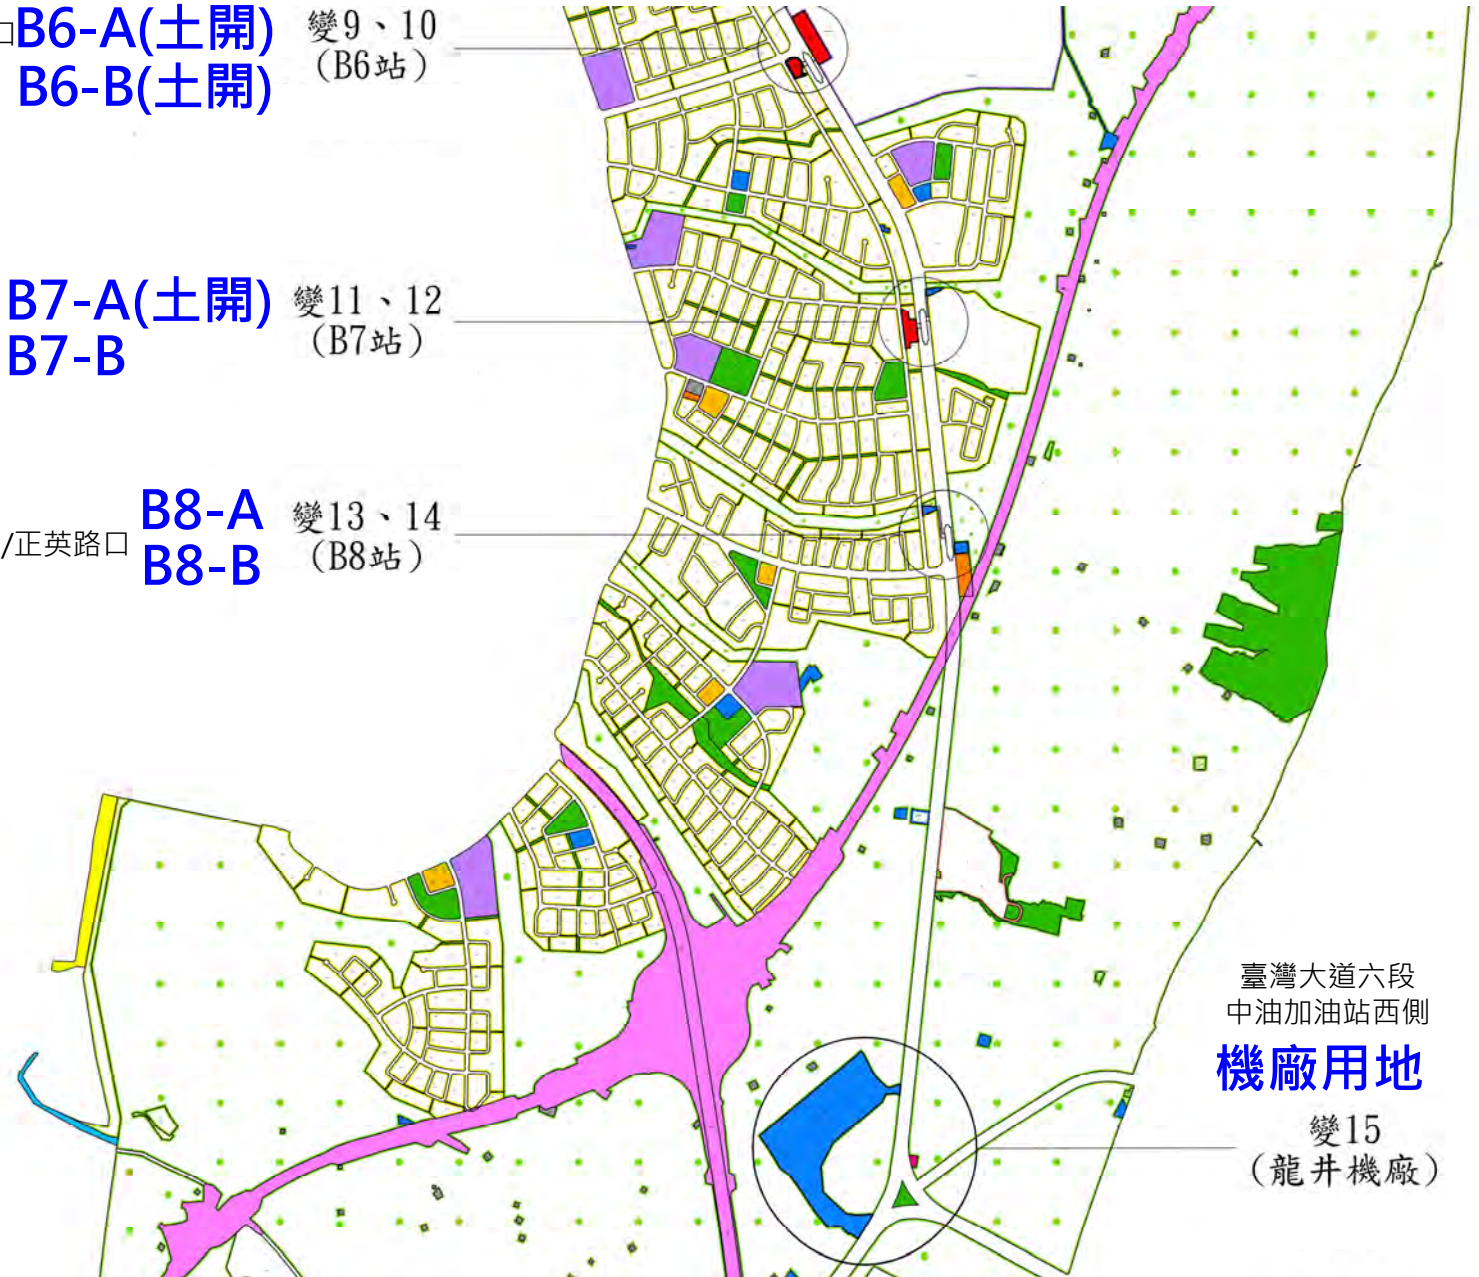 口B6-A(土開)
B6-B(土開)
變9、10
（B6站）
B7-A(土開)
B7-B
變11、12
（B7站）
/正英路口
B8-A
B8-B
變13、14
（B8站）
臺灣大道六段
中油加油站西側
機廠用地
變15
（龍井機廠）